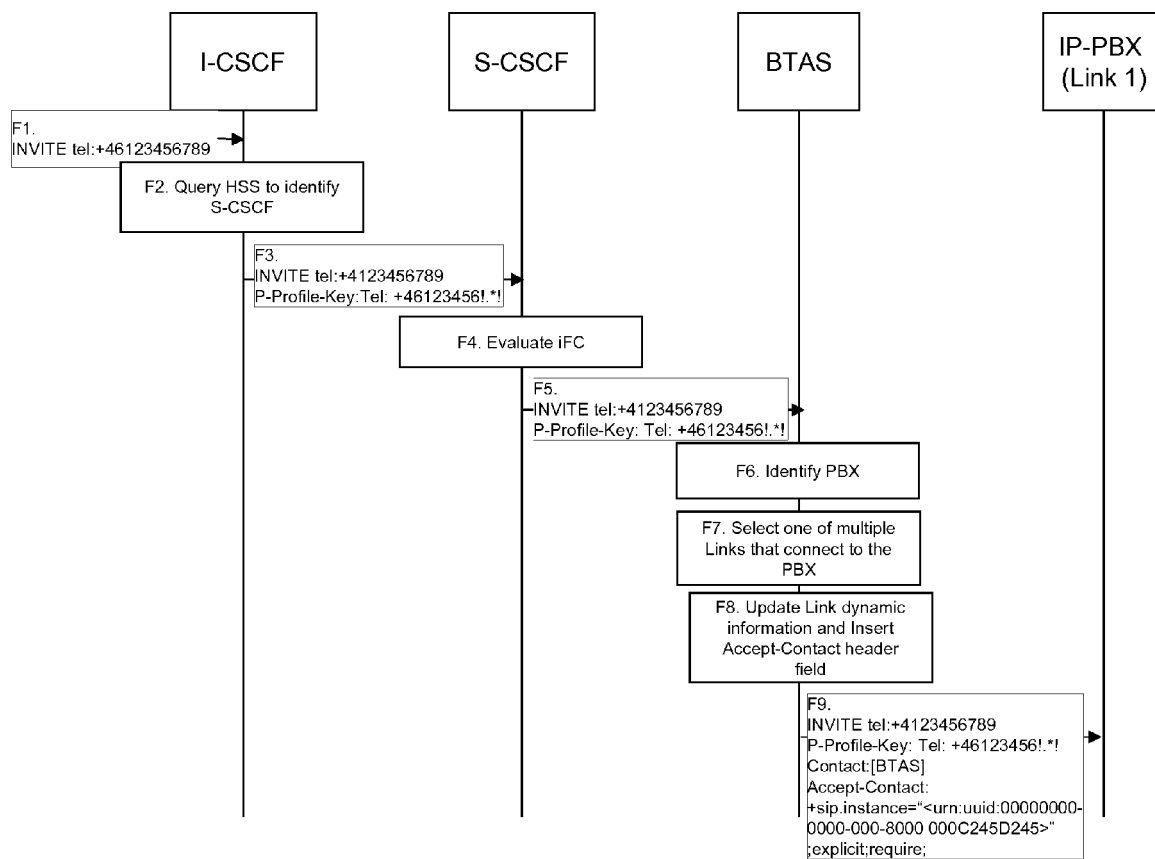 I-CSCF
S-CSCF
BTAS
IP-PBX
(Link 1)
F1.
INVITE tel:+46123456789
F2. Query HSS to identify
S-CSCF
F3.
INVITE tel:+4123456789
P-Profile-Key:Tel: +46123456!.*!
F4. Evaluate iFC
F5.
INVITE tel:+4123456789
P-Profile-Key: Tel: +46123456!.*!
F6. Identify PBX
F7. Select one of multiple
Links that connect to the
PBX
F8. Update Link dynamic
information and Insert
Accept-Contact header
field
F9.
INVITE tel:+4123456789
P-Profile-Key: Tel: +46123456!.*!
Contact:[BTAS]
Accept-Contact:
+sip.instance=“<urn:uuid:00000000-
0000-000-8000 000C245D245>”
;explicit;require;